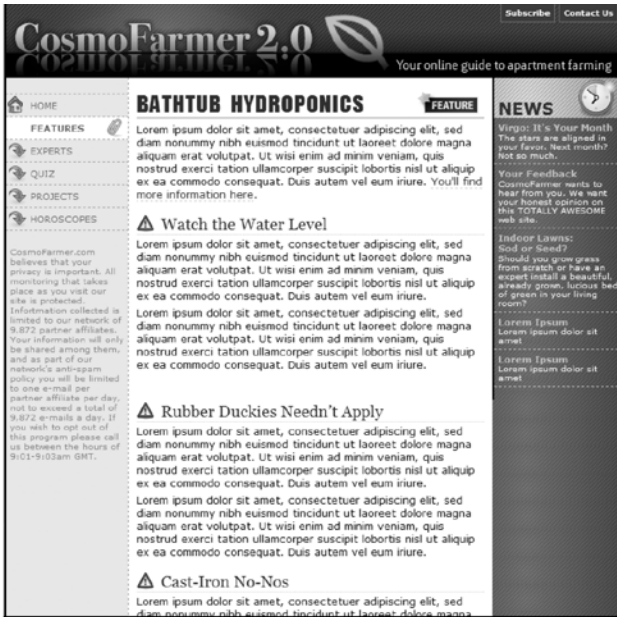 Subscribe
Contact Us
CosmoFarmer 2.0
Your online guide to apartment farming
HOME
FEATURES
EXPERTS
QUIZ
PROJECTS
HOROSCOPES
CosmoFarmer.com
believes that your
privacy is important. All
monitoring that takes
place as you visit our
site is protected.
Information collected is
limited to our network of
9.872 partner affiliates.
Your information will only
be shared among them,
and as part of our
network's anti-spam
policy you will be limited
to one e-mail per
partner affiliate per day,
not to exceed a total of
9.872 e-mails a day. If
you wish to opt out of
this program please call
us between the hours of
9:01-9:03am GMT.
BATHTUB HYDROPONICS
FEATURE
Lorem ipsum dolor sit amet, consectetuer adipiscing elit, sed
diam nonummy nibh euismod tincidunt ut laoreet dolore magna
aliquam erat volutpat. Ut wisi enim ad minim veniam, quis
nostrud exerci tation ullamcorper suscipit lobortis nisl ut aliquip
ex ea commodo consequat. Duis autem vel eum iriure. You'll find
more information here.
Watch the Water Level
Lorem ipsum dolor sit amet, consectetuer adipiscing elit, sed
diam nonummy nibh euismod tincidunt ut laoreet dolore magna
aliquam erat volutpat. Ut wisi enim ad minim veniam, quis
nostrud exerci tation ullamcorper suscipit lobortis nisl ut aliquip
ex ea commodo consequat. Duis autem vel eum iriure.
Lorem ipsum dolor sit amet, consectetuer adipiscing elit, sed
diam nonummy nibh euismod tincidunt ut laoreet dolore magna
aliquam erat volutpat. Ut wisi enim ad minim veniam, quis
nostrud exerci tation ullamcorper suscipit lobortis nisl ut aliquip
ex ea commodo consequat. Duis autem vel eum iriure.
Rubber Duckies Needn't Apply
Lorem ipsum dolor sit amet, consectetuer adipiscing elit, sed
diam nonummy nibh euismod tincidunt ut laoreet dolore magna
aliquam erat volutpat. Ut wisi enim ad minim veniam, quis
nostrud exerci tation ullamcorper suscipit lobortis nisl ut aliquip
ex ea commodo consequat. Duis autem vel eum iriure.
Lorem ipsum dolor sit amet, consectetuer adipiscing elit, sed
diam nonummy nibh euismod tincidunt ut laoreet dolore magna
aliquam erat volutpat. Ut wisi enim ad minim veniam, quis
nostrud exerci tation ullamcorper suscipit lobortis nisl ut aliquip
ex ea commodo consequat. Duis autem vel eum iriure.
Cast-Iron No-Nos
Lorem ipsum dolor sit amet, consectetuer adipiscing elit, sed
diam nonummy nibh euismod tincidunt ut laoreet dolore magna
NEWS
Virgo: It's Your Month
The stars are aligned in
your favor. Next month?
Not so much.
Your Feedback
CosmoFarmer wants to
hear from you. We want
your honest opinion on
this TOTALLY AWESOME
web site.
Indoor Lawns:
Sod or Seed?
Should you grow grass
from scratch or have an
expert install a beautiful,
already grown, lucious bed
of green in your living
room?
Lorem Ipsum
Lorem ipsum dolor sit
amet
Lorem Ipsum
Lorem ipsum dolor sit
amet